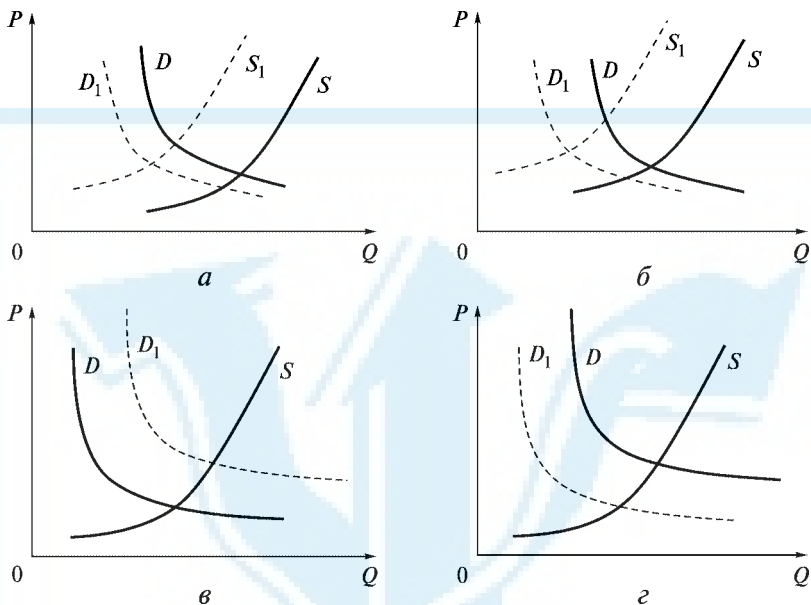 P D D₁ S₁ S
0 Q
а
P D₁ D S₁ S
0 Q
б
P D D₁ S
0 Q
в
P D₁ D S
0 Q
г